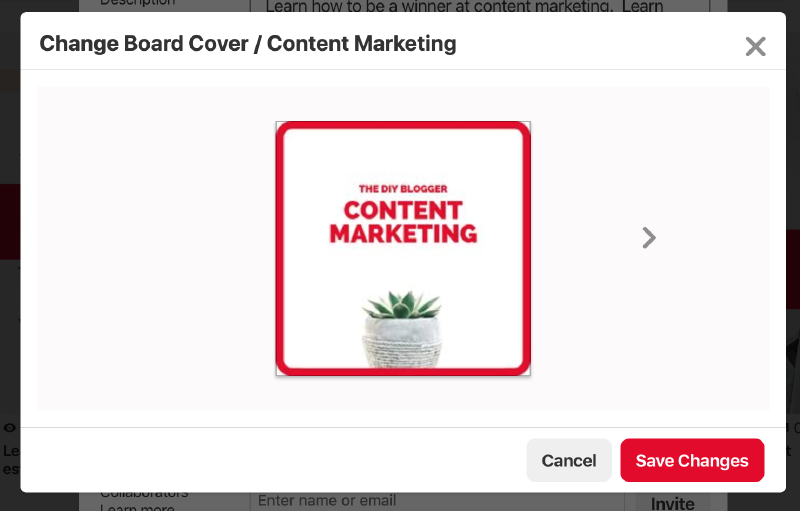 Description
Learn how to be a winner at content marketing. Learn
Change Board Cover / Content Marketing
THE DIY BLOGGER
CONTENT
MARKETING
Cancel
Save Changes
Collaborators
Enter name or email
Invite
Learn more